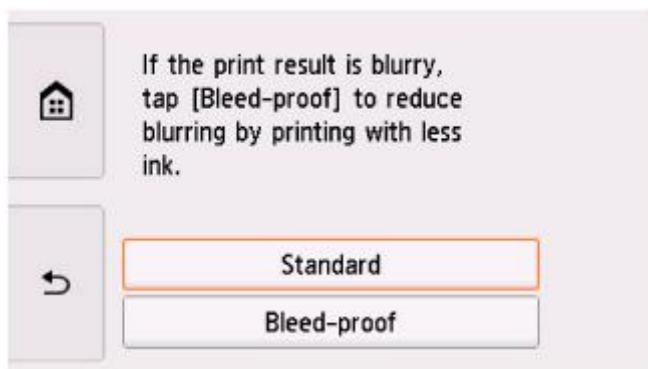 If the print result is blurry,
tap [Bleed-proof] to reduce
blurring by printing with less
ink.
Standard
Bleed-proof